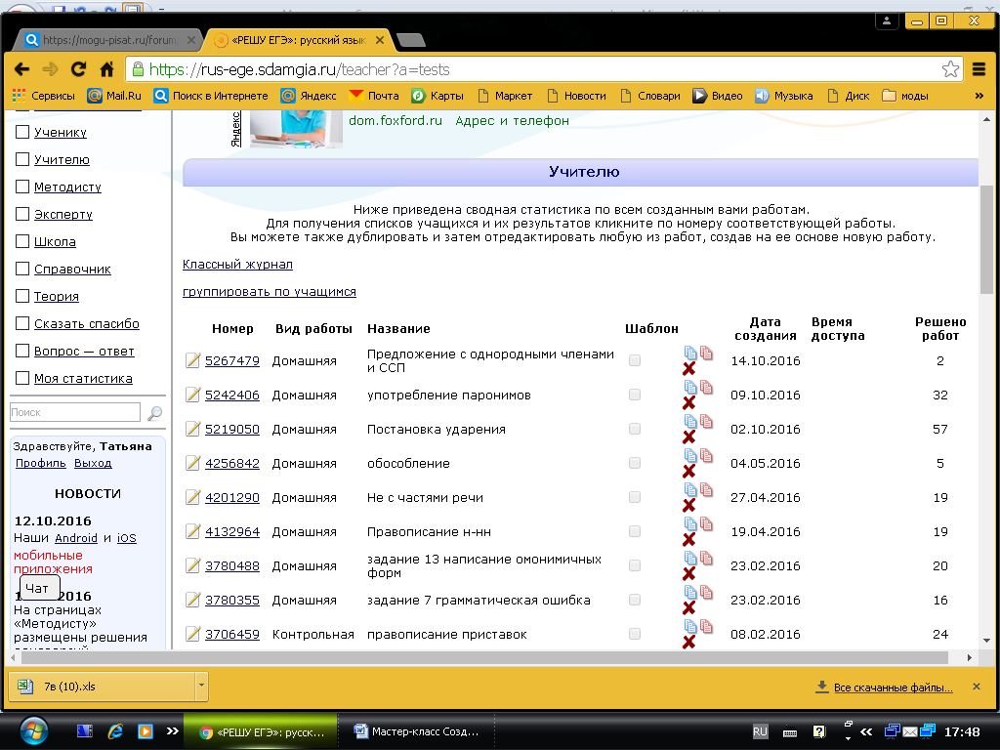 https://mogu-pisat.ru/forum
«РЕШУ ЕГЭ»: русский язык
https://rus-ege.sdamgia.ru/teacher?a=tests
Сервисы Mail.Ru Поиск в Интернете Яндекс Почта Карты Маркет Новости Словари Видео Музыка Диск моды »
Ученику
Учителю
Методисту
Эксперту
Школа
Справочник
Теория
Сказать спасибо
Вопрос — ответ
Моя статистика
Поиск
Здравствуйте, Татьяна
Профиль Выход
НОВОСТИ
12.10.2016
Наши Android и iOS
мобильные
приложения
Чат
2016
На страницах
«Методисту»
размещены решения
Яндекс
dom.foxford.ru Адрес и телефон
Учителю
Ниже приведена сводная статистика по всем созданным вами работам.
Для получения списков учащихся и их результатов кликните по номеру соответствующей работы.
Вы можете также дублировать и затем отредактировать любую из работ, создав на ее основе новую работу.
Классный журнал
группировать по учащимся
Номер Вид работы Название Шаблон Дата создания Время доступа Решено работ
5267479 Домашняя Предложение с однородными членами и ССП 14.10.2016 2
5242406 Домашняя употребление паронимов 09.10.2016 32
5219050 Домашняя Постановка ударения 02.10.2016 57
4256842 Домашняя обособление 04.05.2016 5
4201290 Домашняя Не с частями речи 27.04.2016 19
4132964 Домашняя Правописание н-нн 19.04.2016 19
3780488 Домашняя задание 13 написание омонимичных форм 23.02.2016 20
3780355 Домашняя задание 7 грамматическая ошибка 23.02.2016 16
3706459 Контрольная правописание приставок 08.02.2016 24
7в (10).xls
Все скачанные файлы...
«РЕШУ ЕГЭ»: русск...
Мастер-класс Созд...
RU
17:48